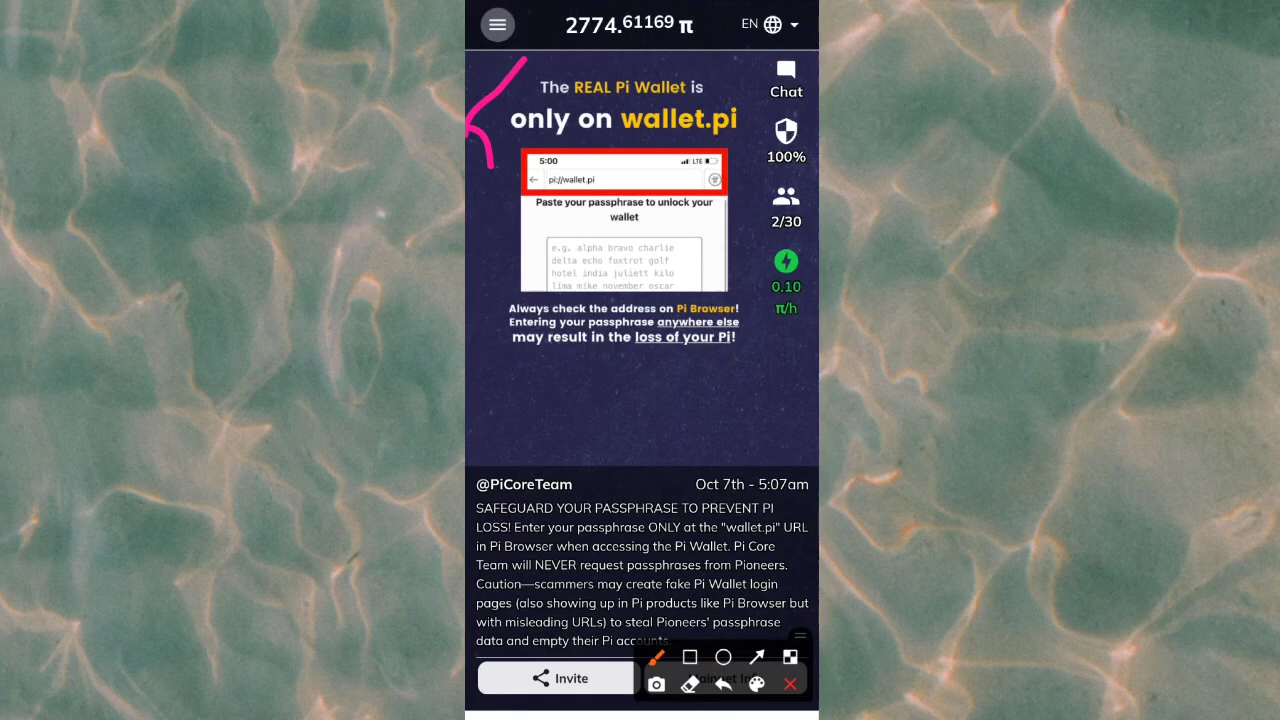 2774.61169 π
EN
The REAL Pi Wallet is
only on wallet.pi
5:00
LTE
pi://wallet.pi
Paste your passphrase to unlock your
wallet
e.g. alpha bravo charlie
delta echo foxtrot golf
hotel india juliett kilo
lima mike november oscar
Always check the address on Pi Browser!
Entering your passphrase anywhere else
may result in the loss of your Pi!
Chat
100%
2/30
0.10
π/h
@PiCoreTeam
Oct 7th - 5:07am
SAFEGUARD YOUR PASSPHRASE TO PREVENT PI
LOSS! Enter your passphrase ONLY at the "wallet.pi" URL
in Pi Browser when accessing the Pi Wallet. Pi Core
Team will NEVER request passphrases from Pioneers.
Caution—scammers may create fake Pi Wallet login
pages (also showing up in Pi products like Pi Browser but
with misleading URLs) to steal Pioneers' passphrase
data and empty their Pi accounts.
Invite